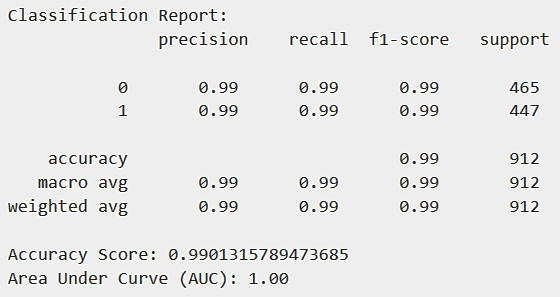 Classification Report:
precision recall f1-score support
0 0.99 0.99 0.99 465
1 0.99 0.99 0.99 447
accuracy 0.99 912
macro avg 0.99 0.99 0.99 912
weighted avg 0.99 0.99 0.99 912
Accuracy Score: 0.9901315789473685
Area Under Curve (AUC): 1.00